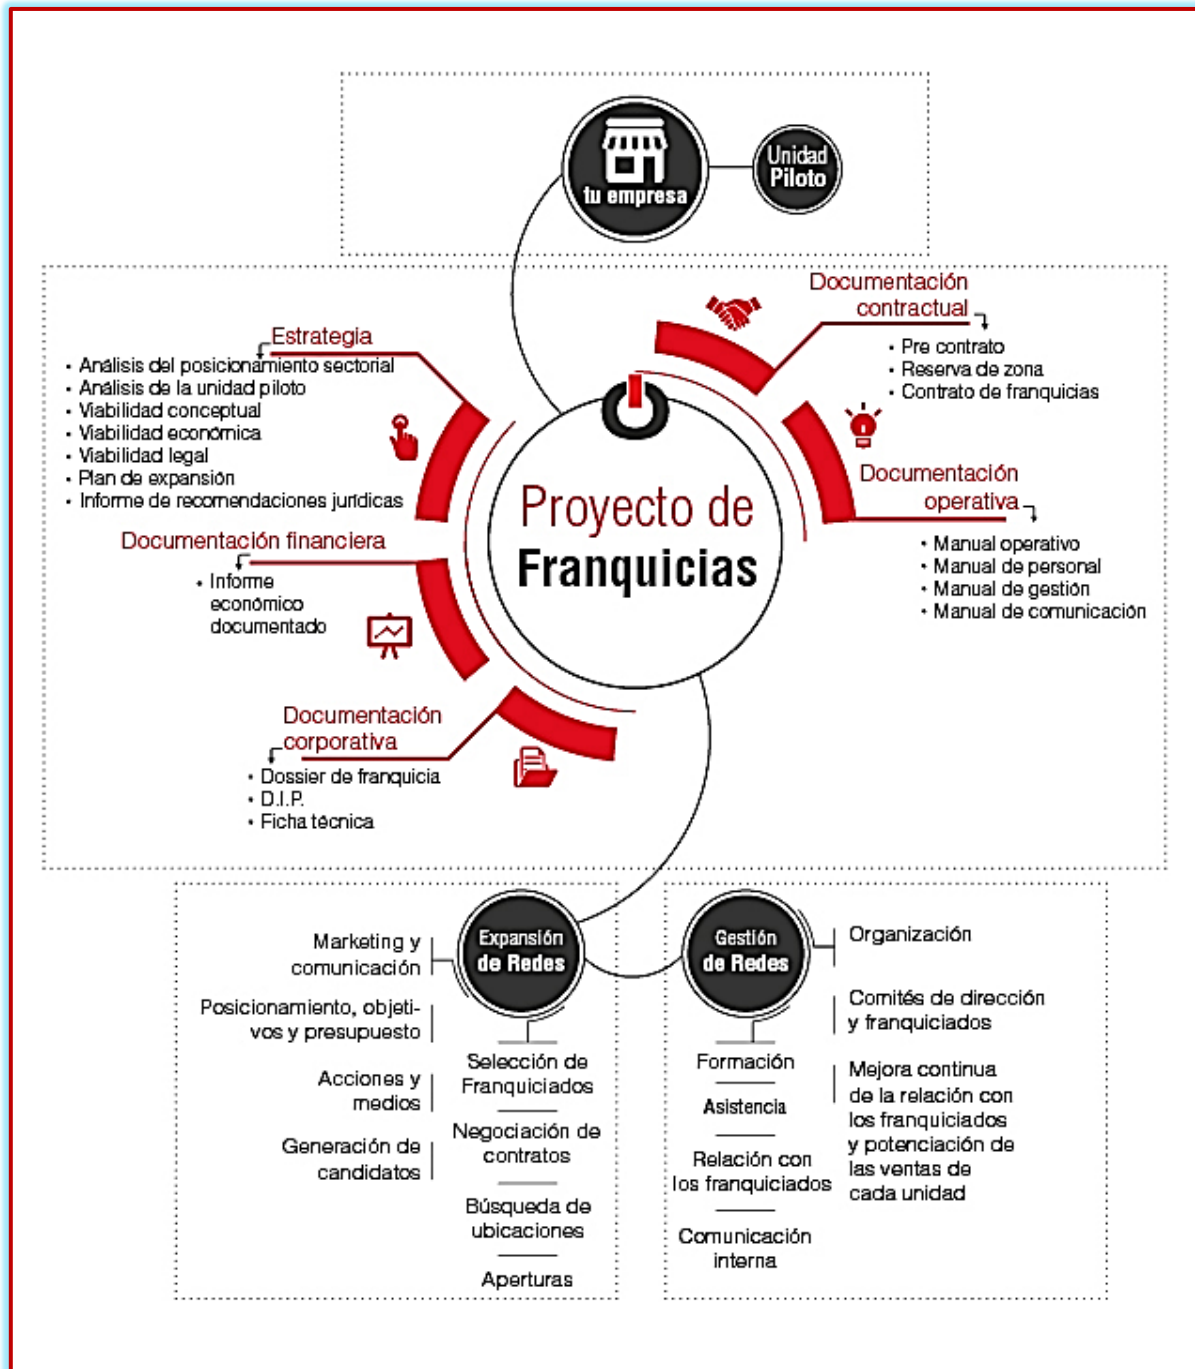 tu empresa
Unidad
Piloto
Estrategia
• Análisis del posicionamiento sectorial
• Análisis de la unidad piloto
• Viabilidad conceptual
• Viabilidad económica
• Viabilidad legal
• Plan de expansión
• Informe de recomendaciones jurídicas
Documentación financiera
• Informe
económico
documentado
Documentación
corporativa
• Dossier de franquicia
• D.I.P.
• Ficha técnica
Proyecto de
Franquicias
Documentación
contractual
• Pre contrato
• Reserva de zona
• Contrato de franquicias
Documentación
operativa
• Manual operativo
• Manual de personal
• Manual de gestión
• Manual de comunicación
Expansión
de Redes
Marketing y
comunicación
Posicionamiento, objeti-
vos y presupuesto
Acciones y
medios
Generación de
candidatos
Selección de
Franquiciados
Negociación de
contratos
Búsqueda de
ubicaciones
Aperturas
Gestión
de Redes
Formación
Asistencia
Relación con
los franquiciados
Comunicación
interna
Organización
Comités de dirección
y franquiciados
Mejora continua
de la relación con
los franquiciados
y potenciación de
las ventas de
cada unidad